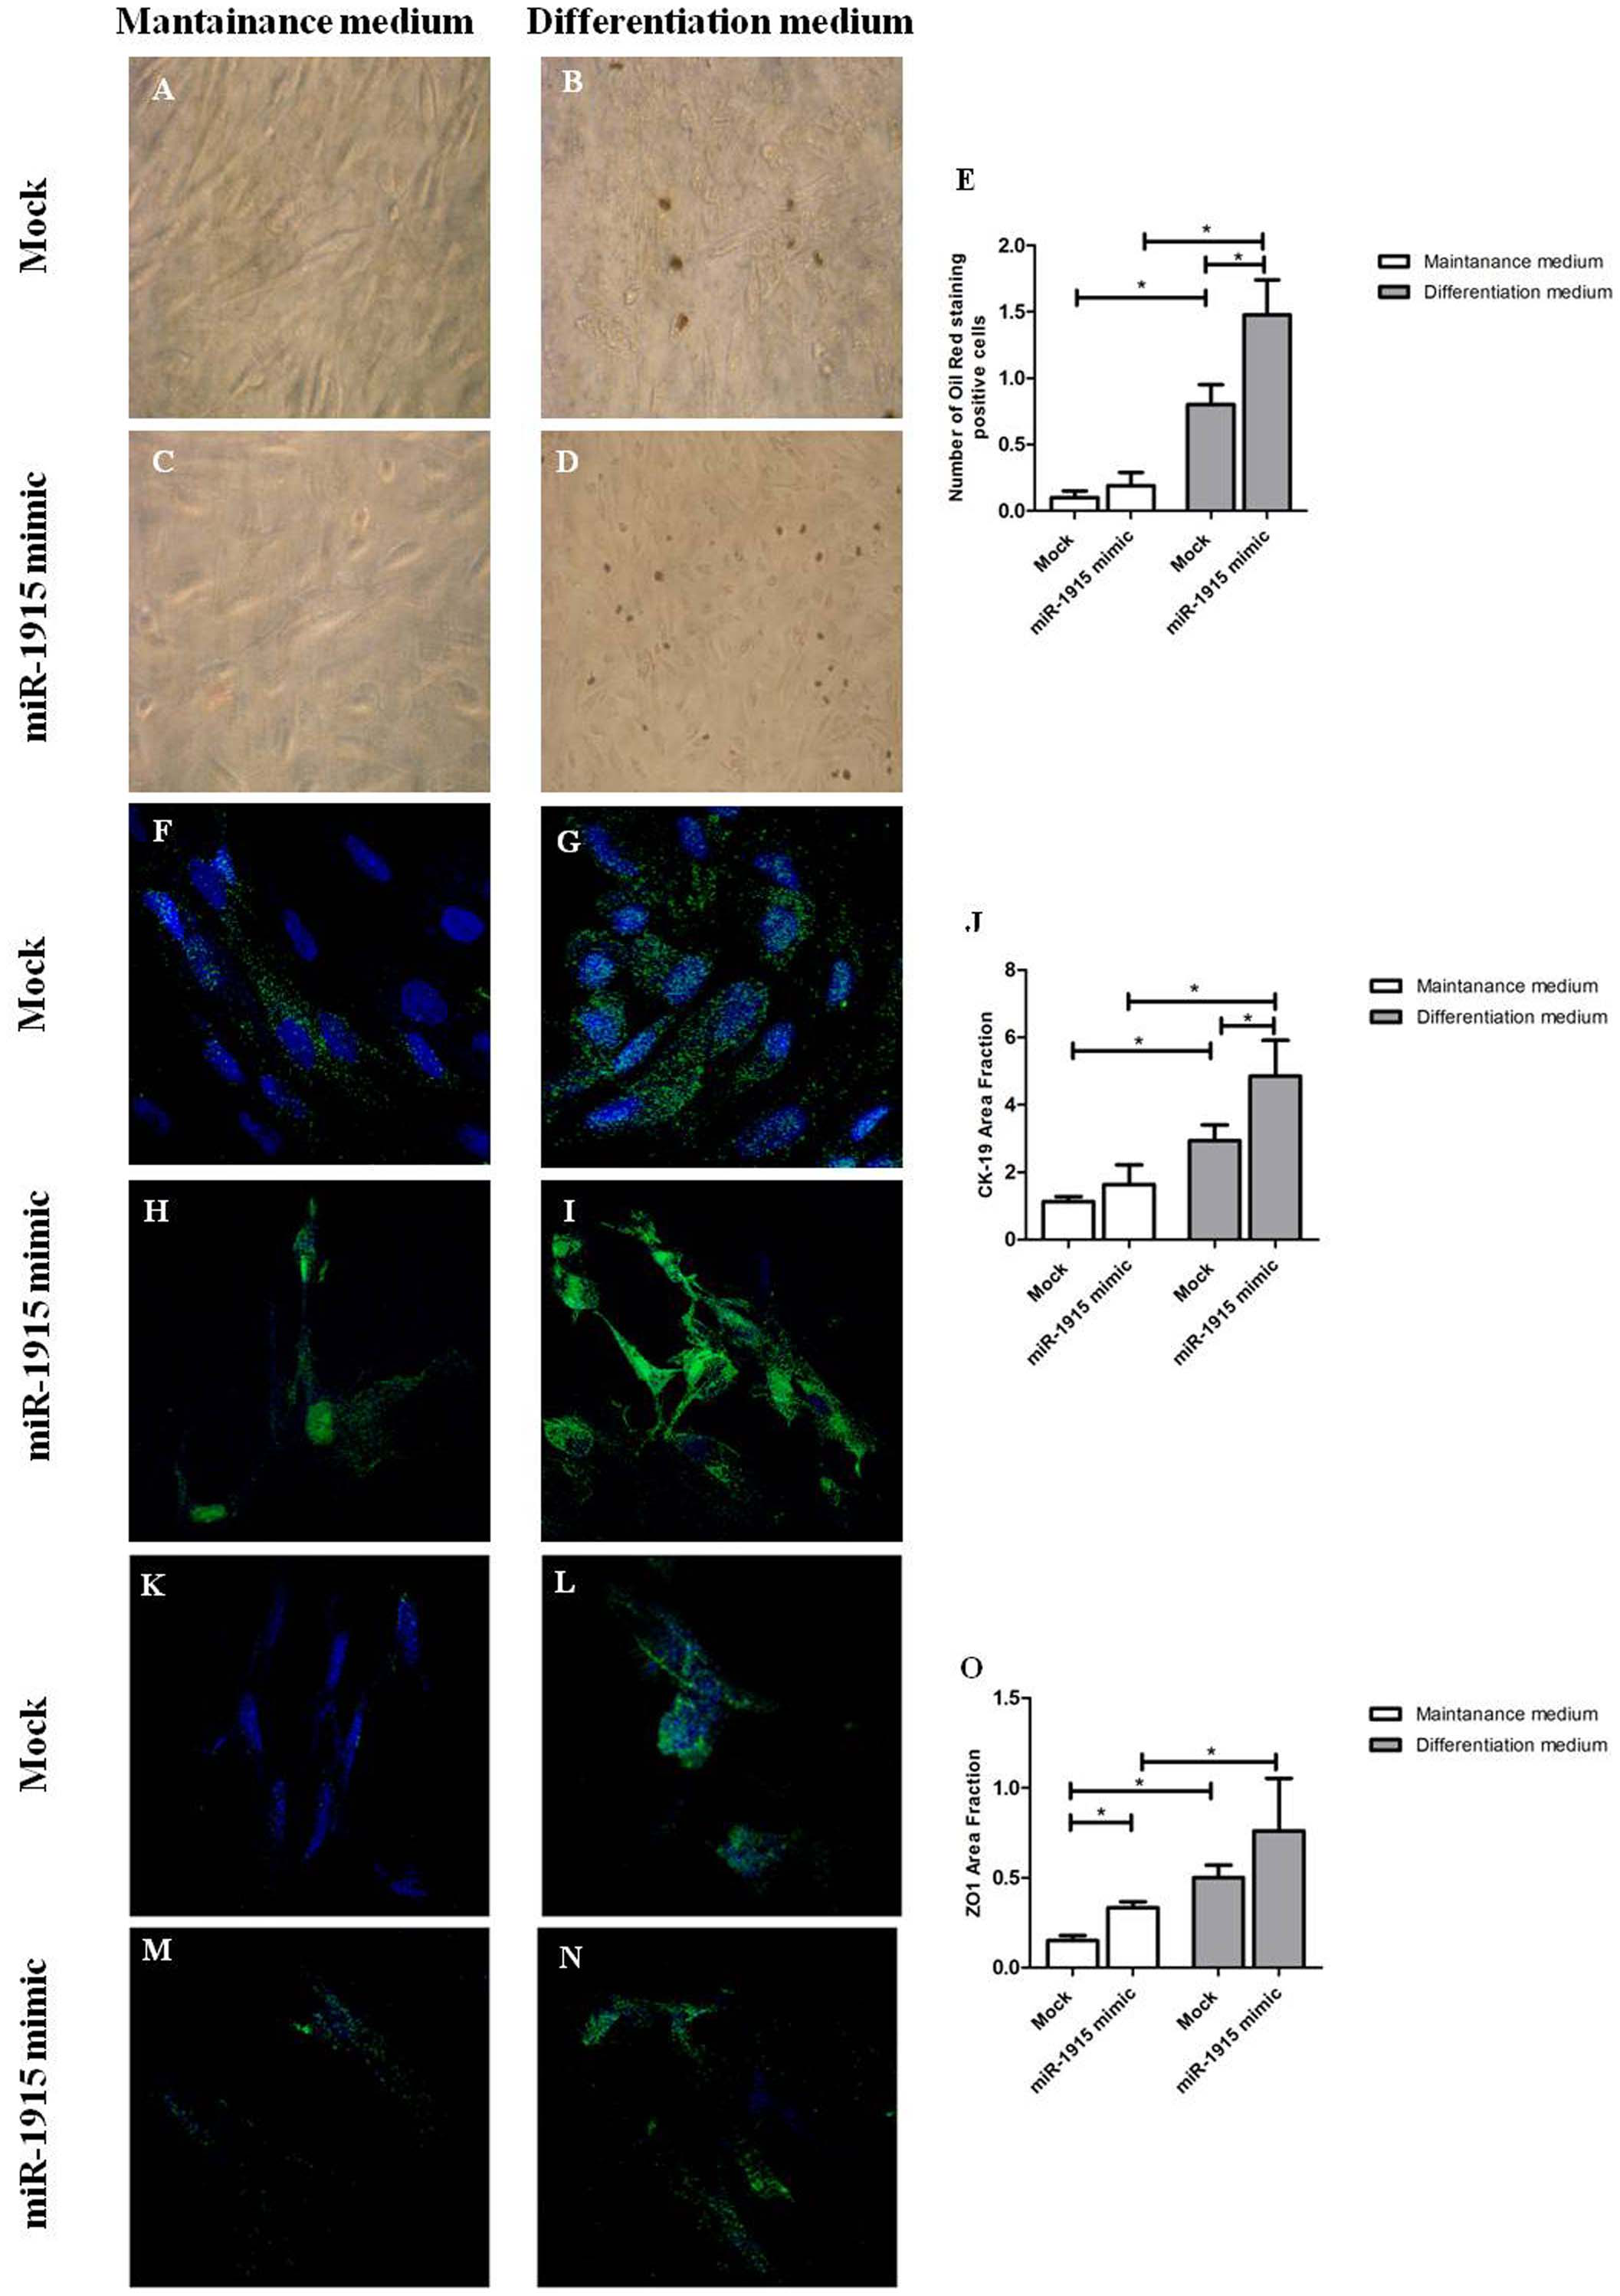 Mantainance medium
Differentiation medium
Mock
A
B
miR-1915 mimic
C
D
E
Number of Oil Red staining
positive cells
2.0
1.5
1.0
0.5
0.0
*
*
*
Mock
miR-1915 mimic
Mock
miR-1915 mimic
Maintanance medium
Differentiation medium
Mock
F
G
miR-1915 mimic
H
I
J
CK-19 Area Fraction
8
6
4
2
0
*
*
*
Mock
miR-1915 mimic
Mock
miR-1915 mimic
Maintanance medium
Differentiation medium
Mock
K
L
miR-1915 mimic
M
N
O
ZO1 Area Fraction
1.5
1.0
0.5
0.0
*
*
*
Mock
miR-1915 mimic
Mock
miR-1915 mimic
Maintanance medium
Differentiation medium